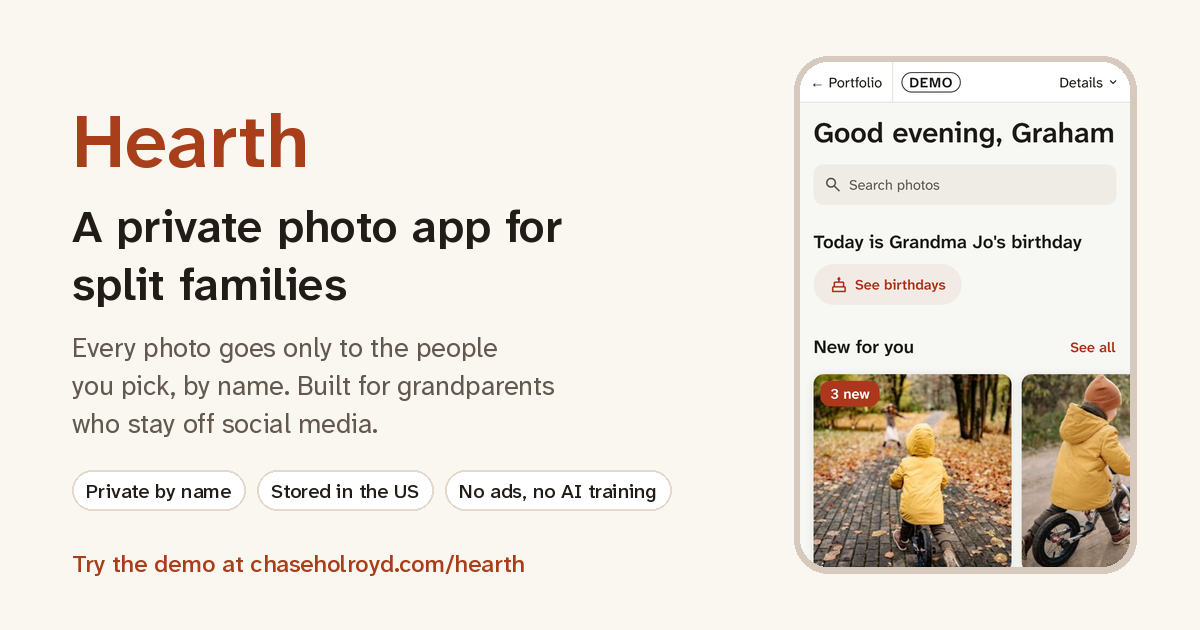 Hearth
A private photo app for
split families
Every photo goes only to the people
you pick, by name. Built for grandparents
who stay off social media.
Private by name
Stored in the US
No ads, no AI training
Try the demo at chaseholroyd.com/hearth
← Portfolio
DEMO
Details
Good evening, Graham
Search photos
Today is Grandma Jo's birthday
See birthdays
New for you
See all
3 new